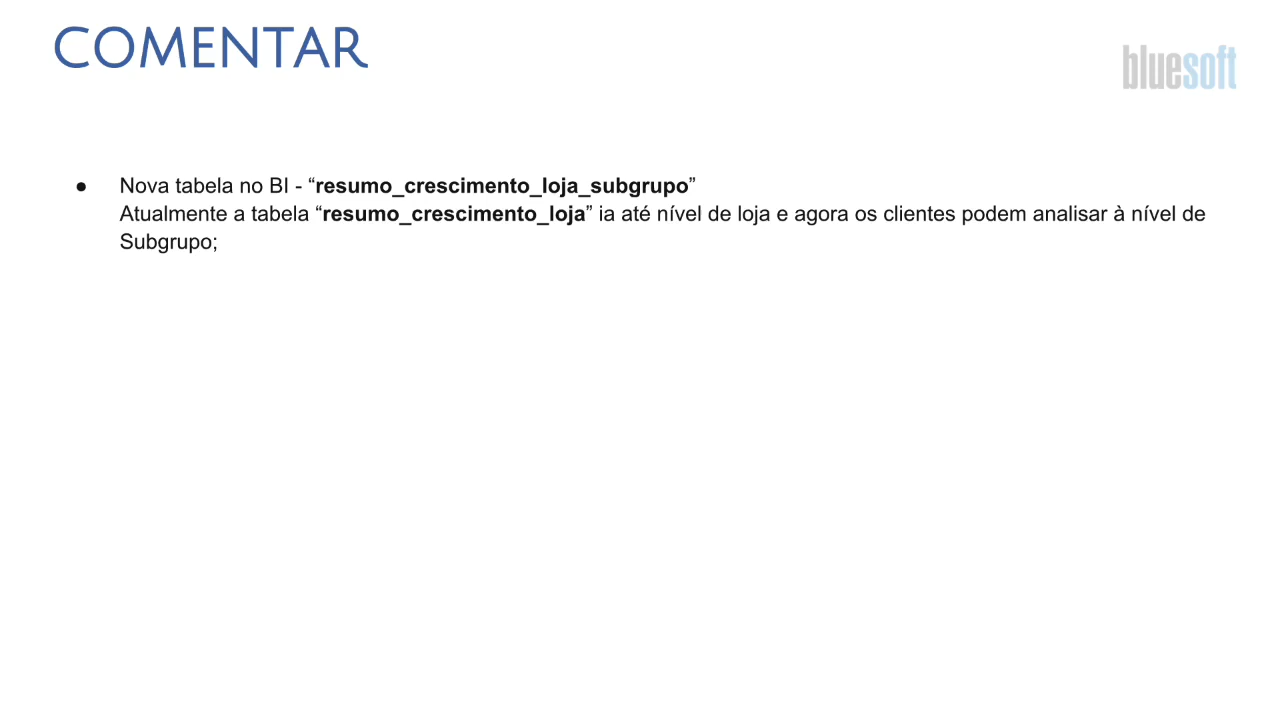 COMENTAR
bluesoft
● Nova tabela no BI - “resumo_crescimento_loja_subgrupo”
Atualmente a tabela “resumo_crescimento_loja” ia até nível de loja e agora os clientes podem analisar à nível de
Subgrupo;